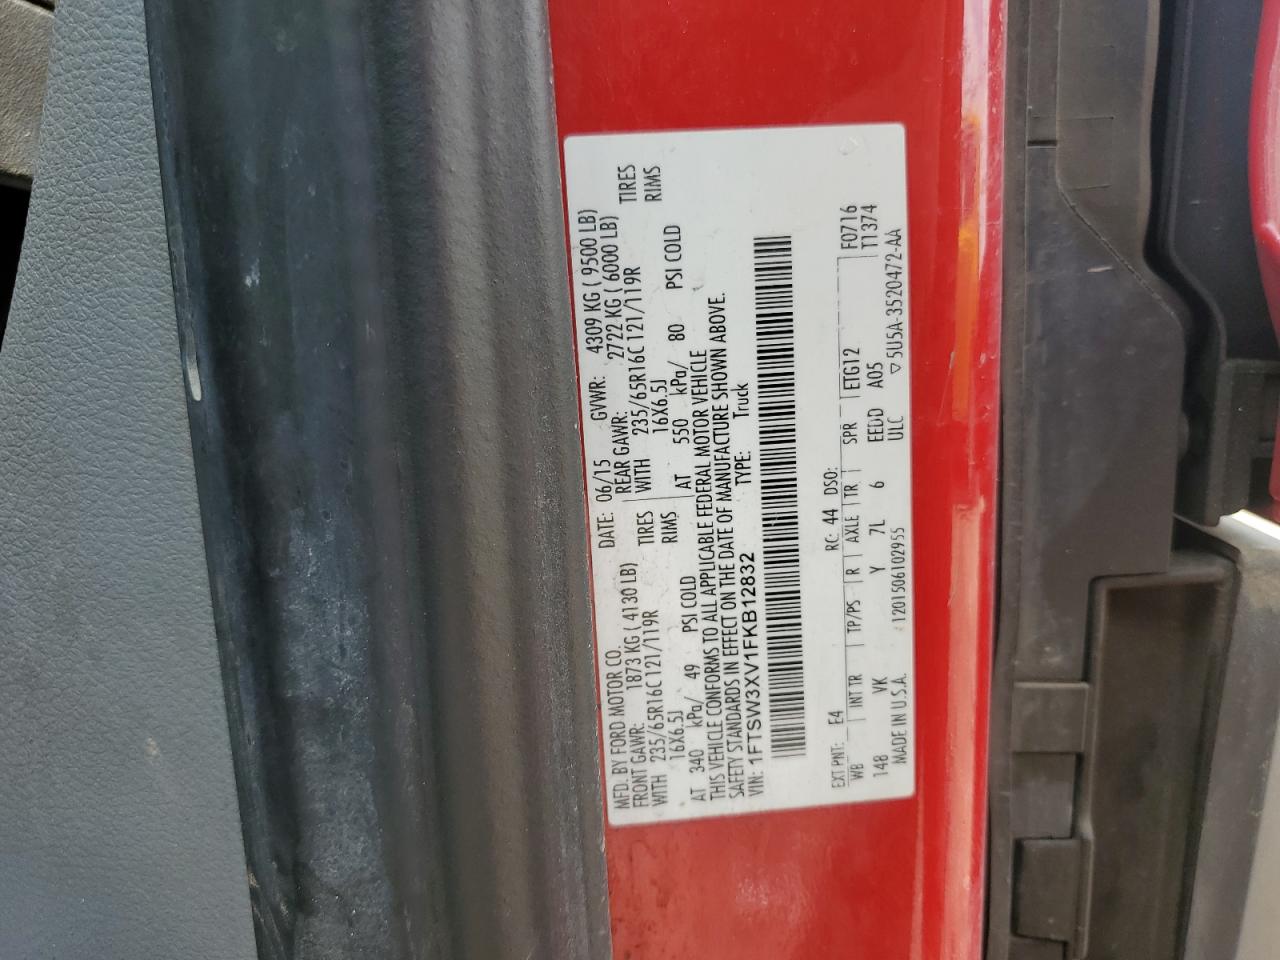 MFD. BY FORD MOTOR CO.
DATE: 06/15 GVWR: 4309 KG ( 9500 LB)
FRONT GAWR: 1873 KG ( 4130 LB)
REAR GAWR: 2722 KG ( 6000 LB)
WITH 235/65R16C 121/119R TIRES
WITH 235/65R16C 121/119R TIRES
16X6.5J RIMS
16X6.5J RIMS
AT 340 kPa/ 49 PSI COLD
AT 550 kPa/ 80 PSI COLD
THIS VEHICLE CONFORMS TO ALL APPLICABLE FEDERAL MOTOR VEHICLE
SAFETY STANDARDS IN EFFECT ON THE DATE OF MANUFACTURE SHOWN ABOVE.
VIN: 1FTSW3XV1FKB12832 TYPE: Truck
EXT PNT: E4 RC: 44 DSO: F0716
WB INT TR TP/PS R AXLE TR SPR ETG12 T1374
148 VK Y 7L 6 EEDD A05
MADE IN U.S.A. 1201506102955 ULC ▽5U5A-3520472-AA